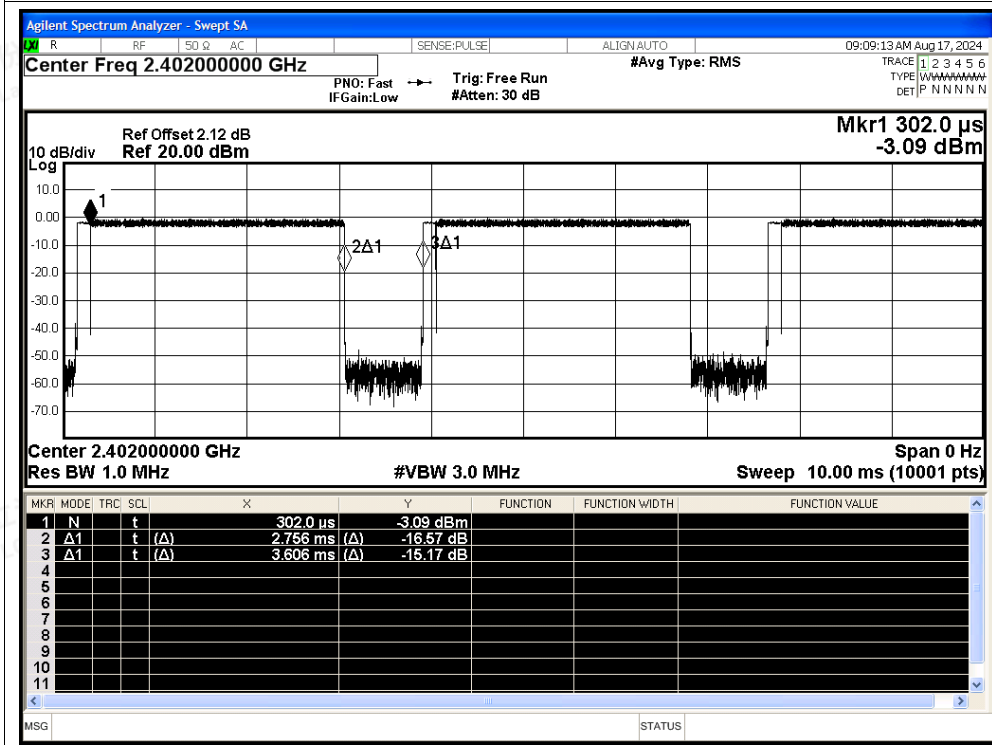 Agilent Spectrum Analyzer - Swept SA
LXI R RF 50 Ω AC SENSE:PULSE ALIGN AUTO 09:09:13 AM Aug 17, 2024
Center Freq 2.402000000 GHz #Avg Type: RMS TRACE 1 2 3 4 5 6
PNO: Fast Trig: Free Run TYPE WWWWWW
IFGain:Low #Atten: 30 dB DET P N N N N N
Mkr1 302.0 µs
Ref Offset 2.12 dB
10 dB/div Ref 20.00 dBm -3.09 dBm
Log
10.0
1
0.00
-10.0
2Δ1
3Δ1
-20.0
-30.0
-40.0
-50.0
-60.0
-70.0
Center 2.402000000 GHz Span 0 Hz
Res BW 1.0 MHz #VBW 3.0 MHz Sweep 10.00 ms (10001 pts)
MKR MODE TRC SCL X Y FUNCTION FUNCTION WIDTH FUNCTION VALUE
1 N t 302.0 µs -3.09 dBm
2 Δ1 t (Δ) 2.756 ms (Δ) -16.57 dB
3 Δ1 t (Δ) 3.606 ms (Δ) -15.17 dB
4
5
6
7
8
9
10
11
MSG STATUS